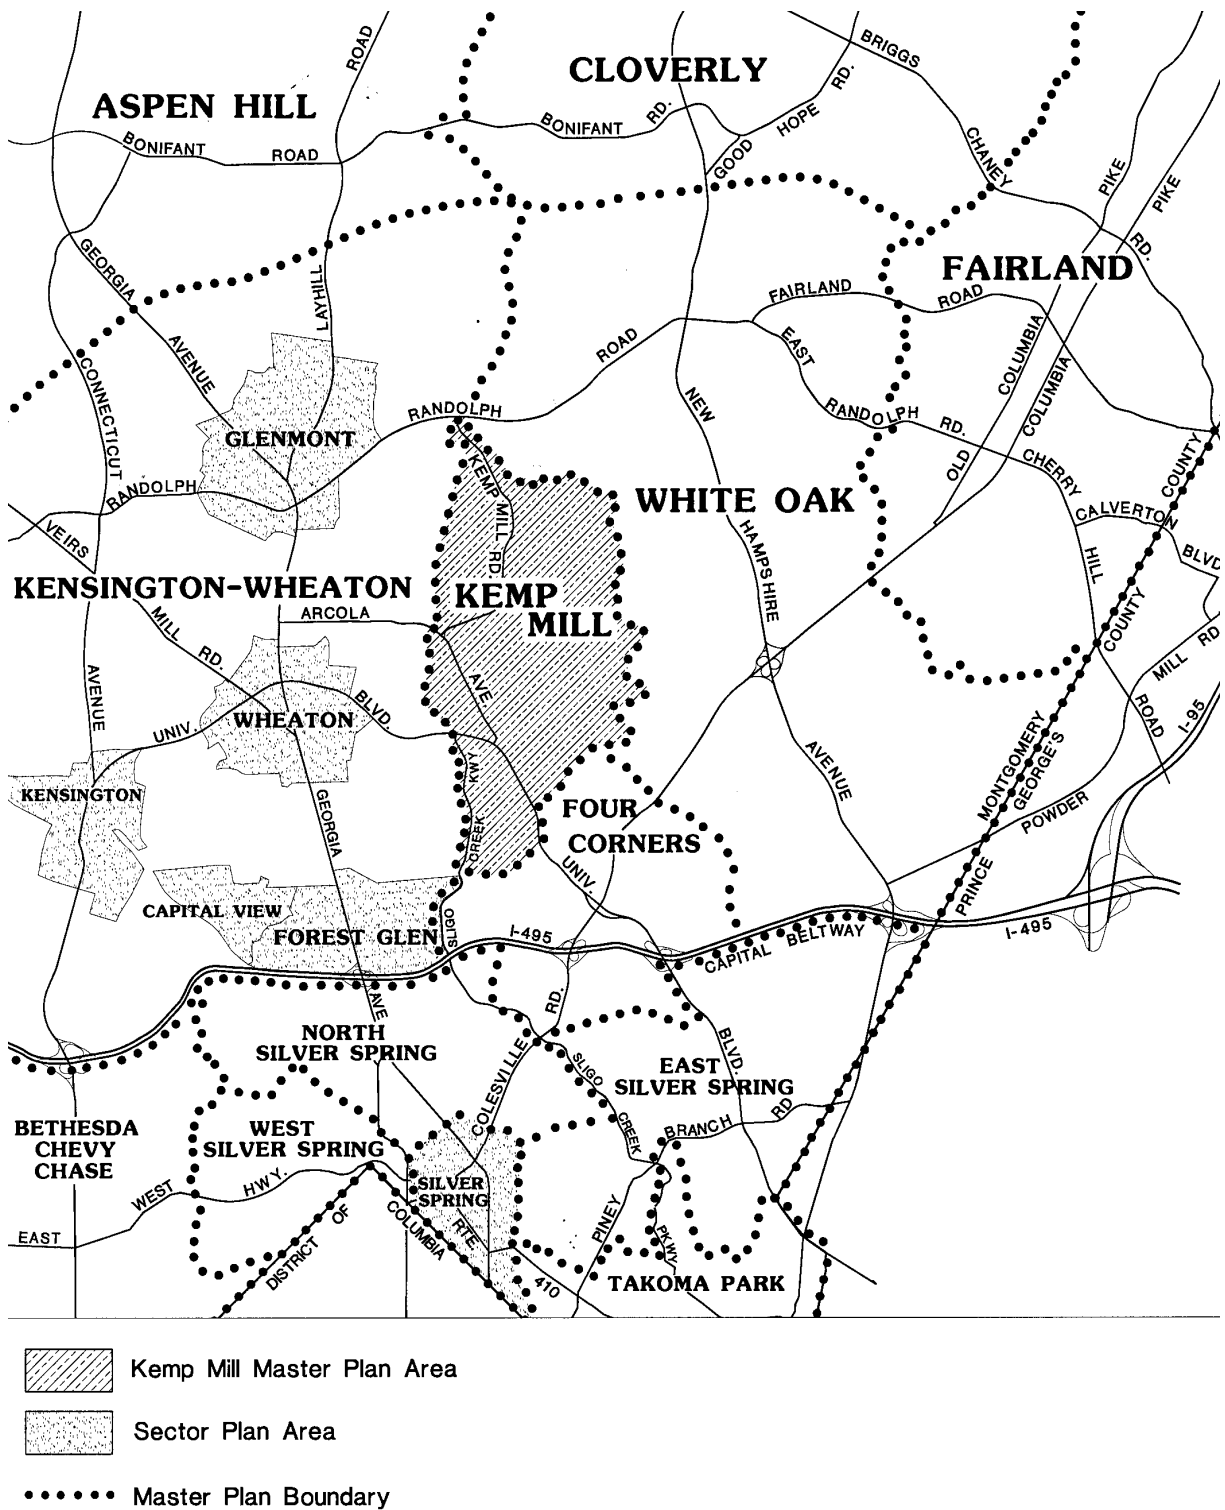 ROAD
BRIGGS
CLOVERLY
ASPEN HILL
RD.
BONIFANT
RD.
HOPE
GOOD
BONIFANT
ROAD
CHANEY
PIKE
PIKE
RD.
GEORGIA
LAYHILL
FAIRLAND
FAIRLAND
ROAD
AVENUE
ROAD
EAST
COLUMBIA
COLUMBIA
CONNECTICUT
NEW
RANDOLPH
RANDOLPH
RD.
GLENMONT
OLD
CHERRY
COUNTY
KEMP MILL RD.
RANDOLPH
WHITE OAK
CALVERTON
BLVD.
VEIRS
HAMPSHIRE
HILL
KENSINGTON-WHEATON
KEMP
MILL
ARCOLA
COUNTY
MILL RD.
MILL RD.
AVENUE
AVE
UNIV.
WHEATON
BLVD.
ROAD
I-95
KENSINGTON
KWY
AVENUE
MONTGOMERY
GEORGE'S
GEORGIA
FOUR
CORNERS
POWDER
CREEK
UNIV.
PRINCE
CAPITAL VIEW
FOREST GLEN
SLIGO
I-495
CAPITAL BELTWAY
I-495
AVE
RD.
NORTH
SILVER SPRING
BLVD.
COLESVILLE
SLIGO
EAST
SILVER SPRING
BETHESDA
CHEVY
CHASE
WEST
SILVER SPRING
CREEK
BRANCH
RD
WEST
HWY.
SILVER
SPRING
EAST
OF
COLUMBIA
RTE
PINEY
PKWY
DISTRICT
410
TAKOMA PARK
Kemp Mill Master Plan Area
Sector Plan Area
Master Plan Boundary